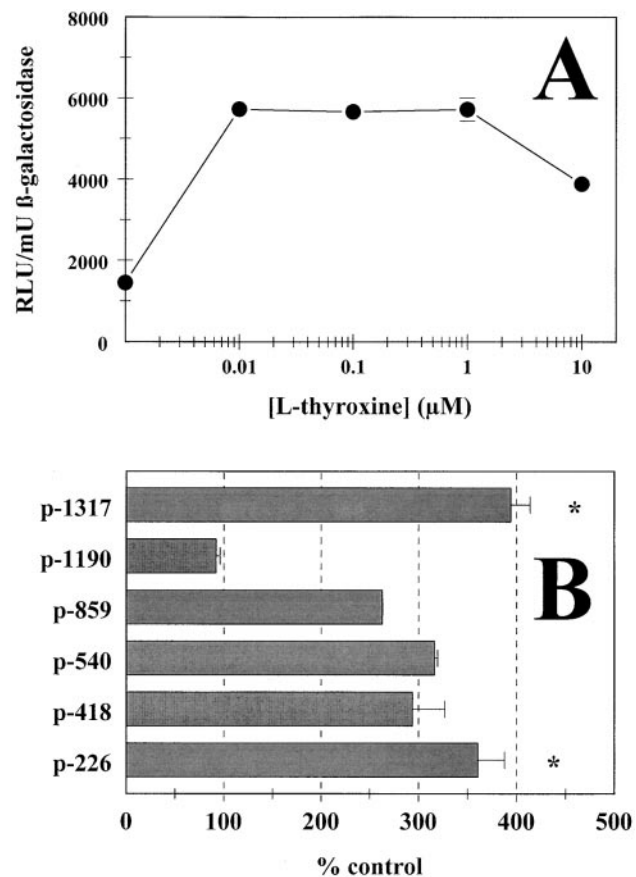 8000
6000
4000
2000
0
RLU/mU ß-galactosidase
A
0.01 0.1 1 10
[L-thyroxine] (µM)
p-1317
p-1190
p-859
p-540
p-418
p-226
*
*
B
0 100 200 300 400 500
% control